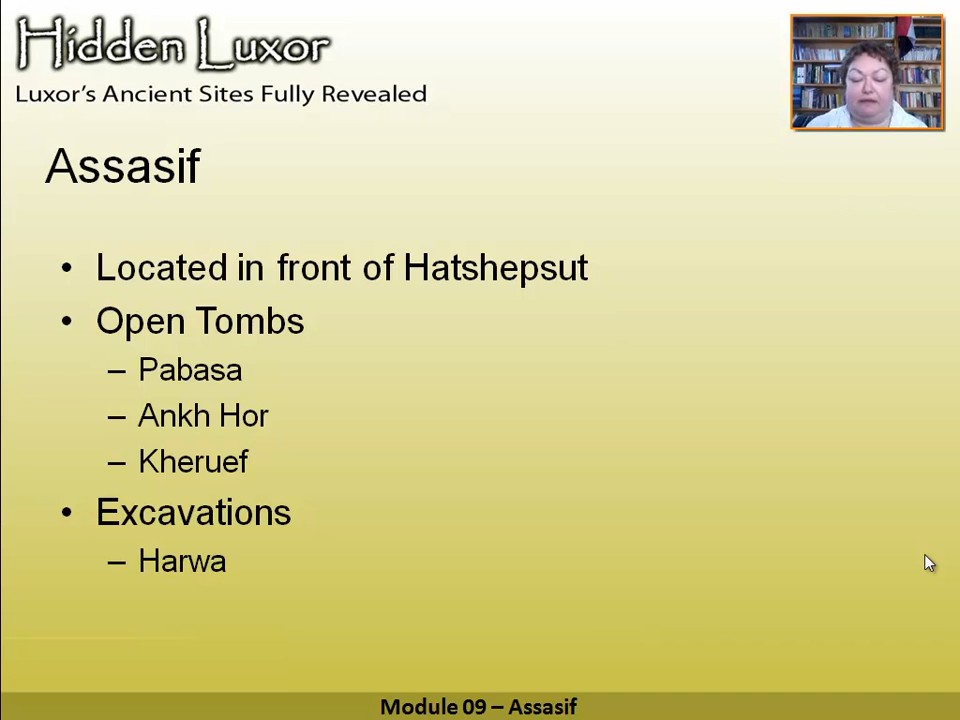 Hidden Luxor
Luxor's Ancient Sites Fully Revealed
Assasif
• Located in front of Hatshepsut
• Open Tombs
– Pabasa
– Ankh Hor
– Kheruef
• Excavations
– Harwa
Module 09 – Assasif